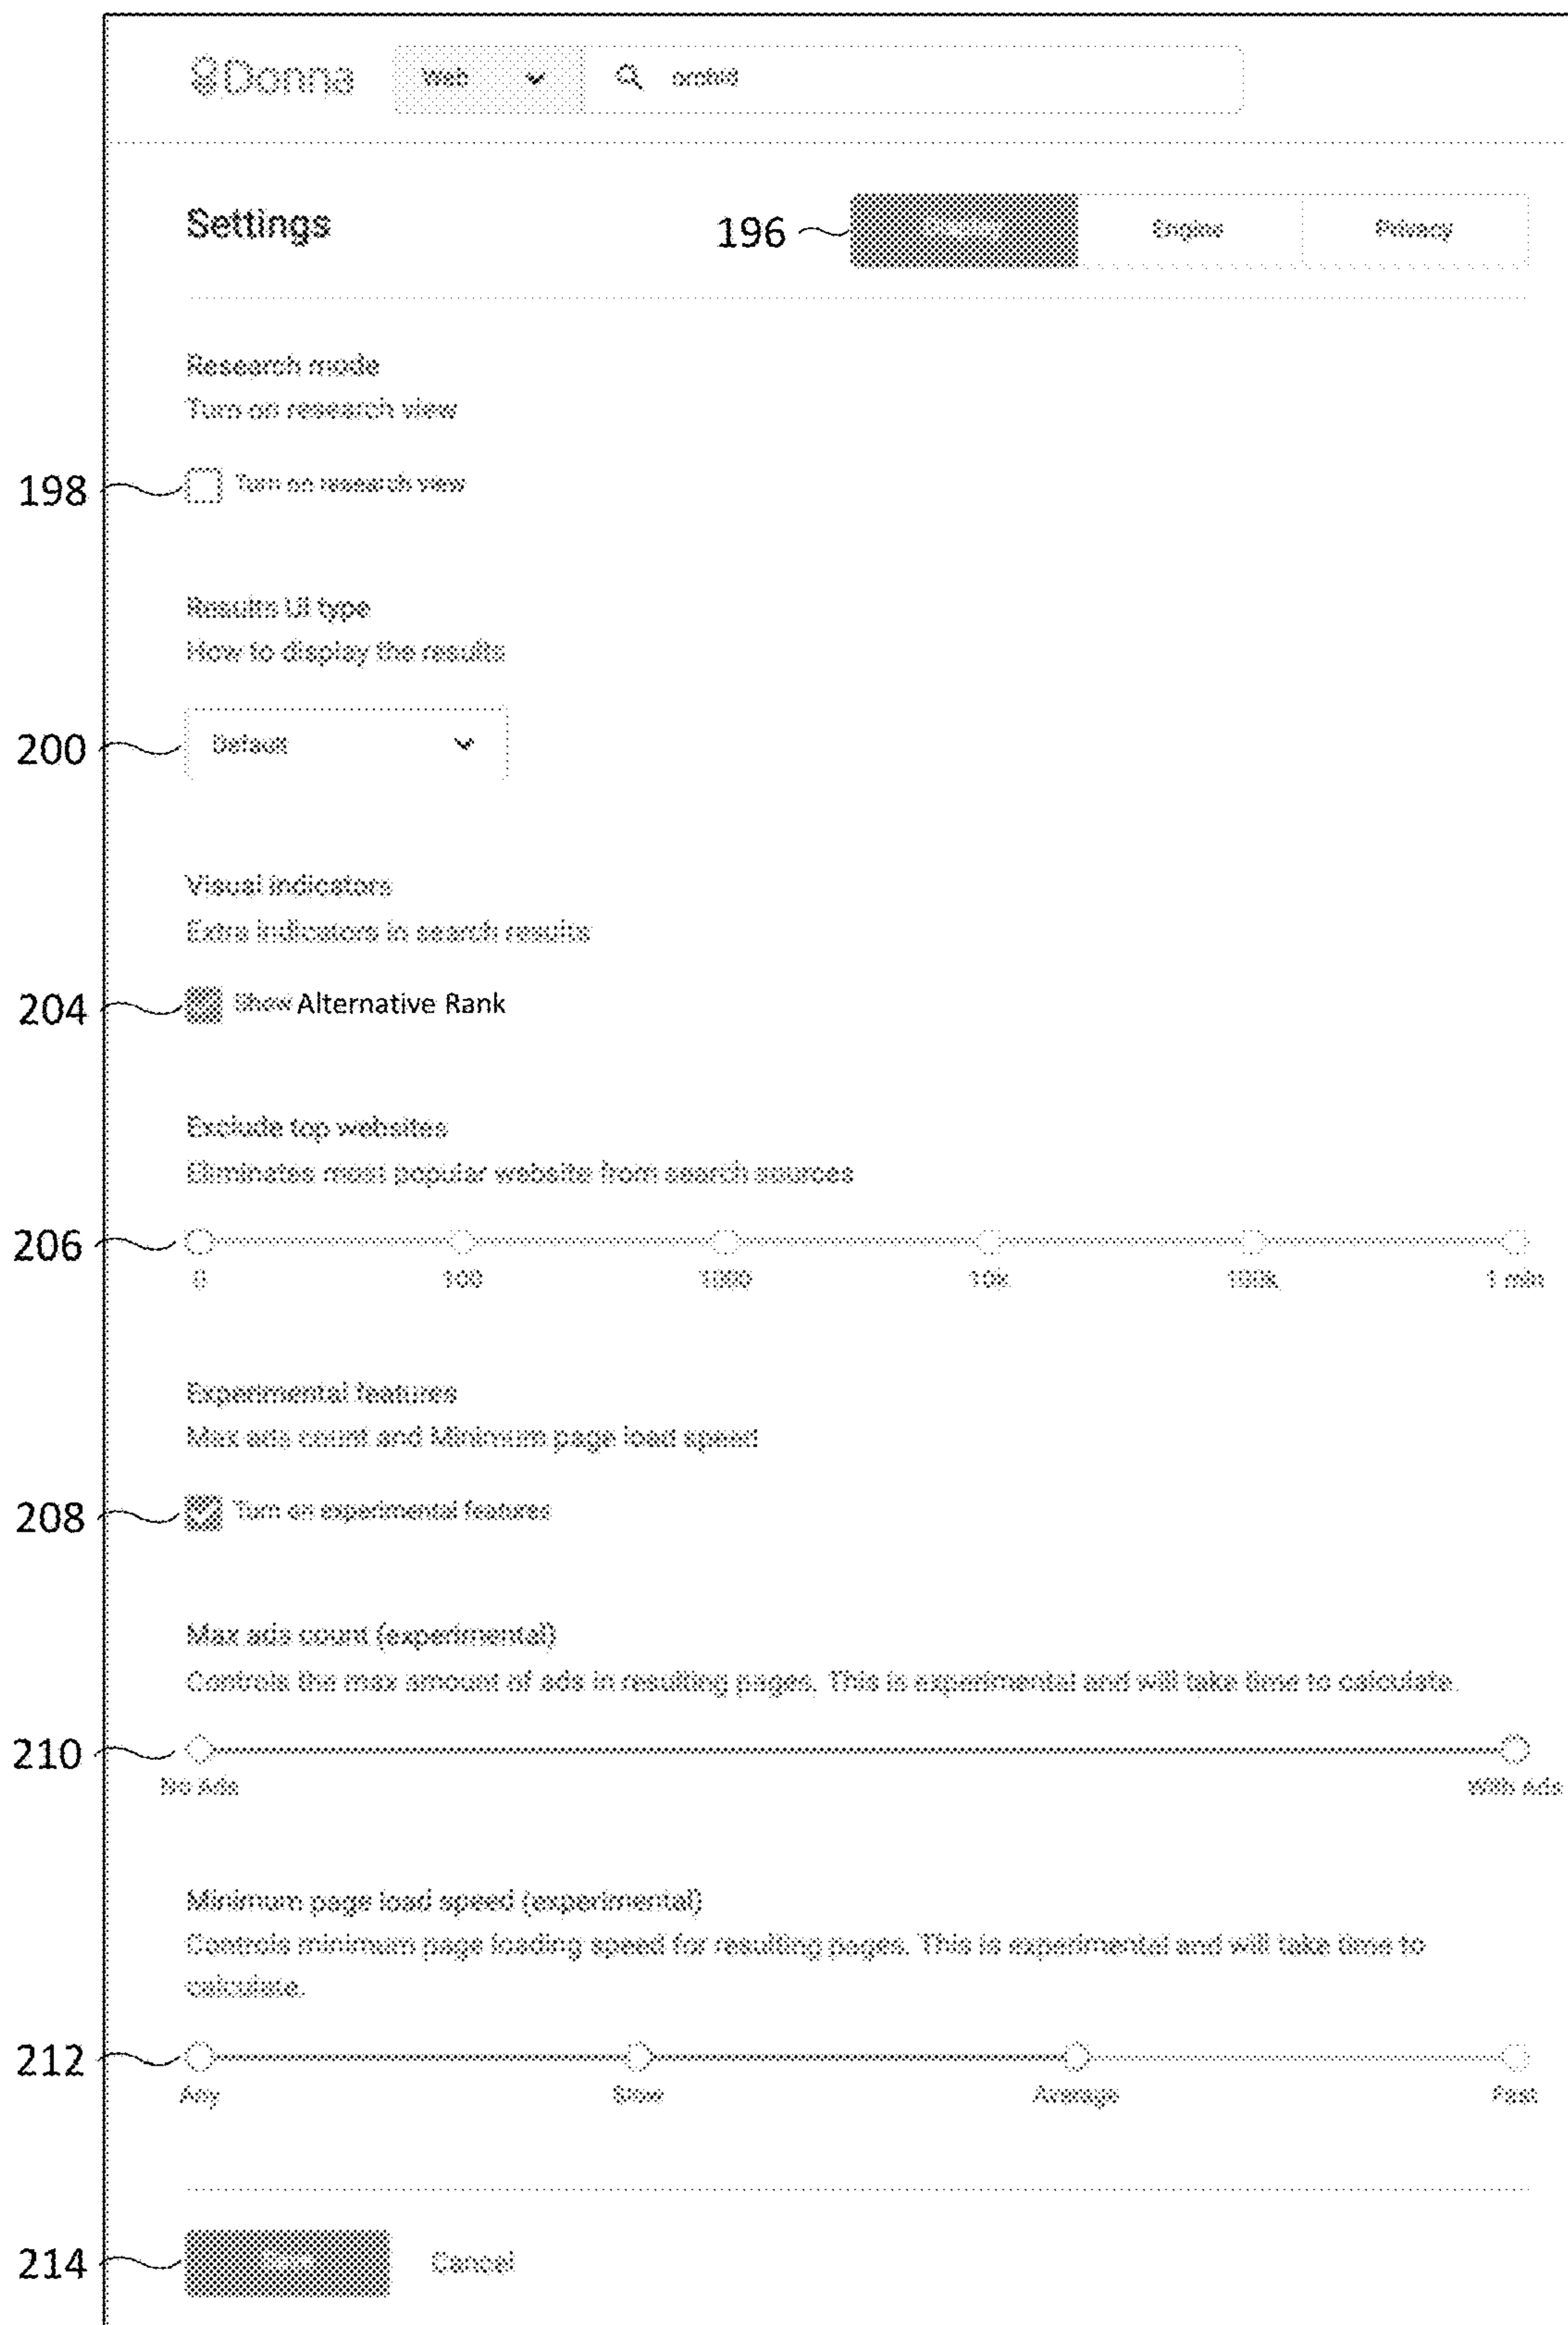 Donna Web orchid
Settings 196 Engine Privacy
Research mode
Turn on research view
198 Turn on research view
Results UI type
How to display the results
200 Default
Visual indicators
Extra indicators in search results
204 Show Alternative Rank
Exclude top websites
Eliminates most popular website from search sources
206
0 100 1000 10k 100k 1 mln
Experimental features
Max ads count and Minimum page load speed
208 Turn on experimental features
Max ads count (experimental)
Controls the max amount of ads in resulting pages. This is experimental and will take time to calculate.
210
No Ads With Ads
Minimum page load speed (experimental)
Controls minimum page loading speed for resulting pages. This is experimental and will take time to
calculate.
212
Any Slow Average Fast
214 Cancel